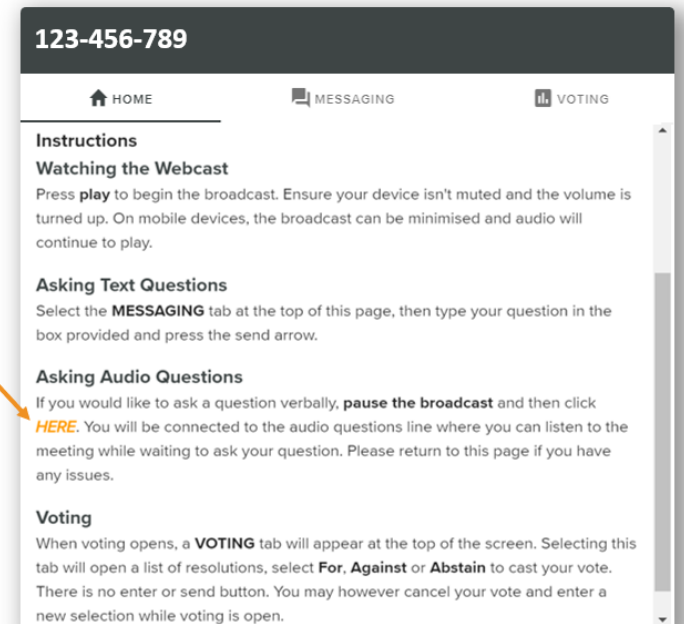 123-456-789
HOME MESSAGING VOTING
Instructions
Watching the Webcast
Press play to begin the broadcast. Ensure your device isn't muted and the volume is
turned up. On mobile devices, the broadcast can be minimised and audio will
continue to play.
Asking Text Questions
Select the MESSAGING tab at the top of this page, then type your question in the
box provided and press the send arrow.
Asking Audio Questions
If you would like to ask a question verbally, pause the broadcast and then click
HERE. You will be connected to the audio questions line where you can listen to the
meeting while waiting to ask your question. Please return to this page if you have
any issues.
Voting
When voting opens, a VOTING tab will appear at the top of the screen. Selecting this
tab will open a list of resolutions, select For, Against or Abstain to cast your vote.
There is no enter or send button. You may however cancel your vote and enter a
new selection while voting is open.